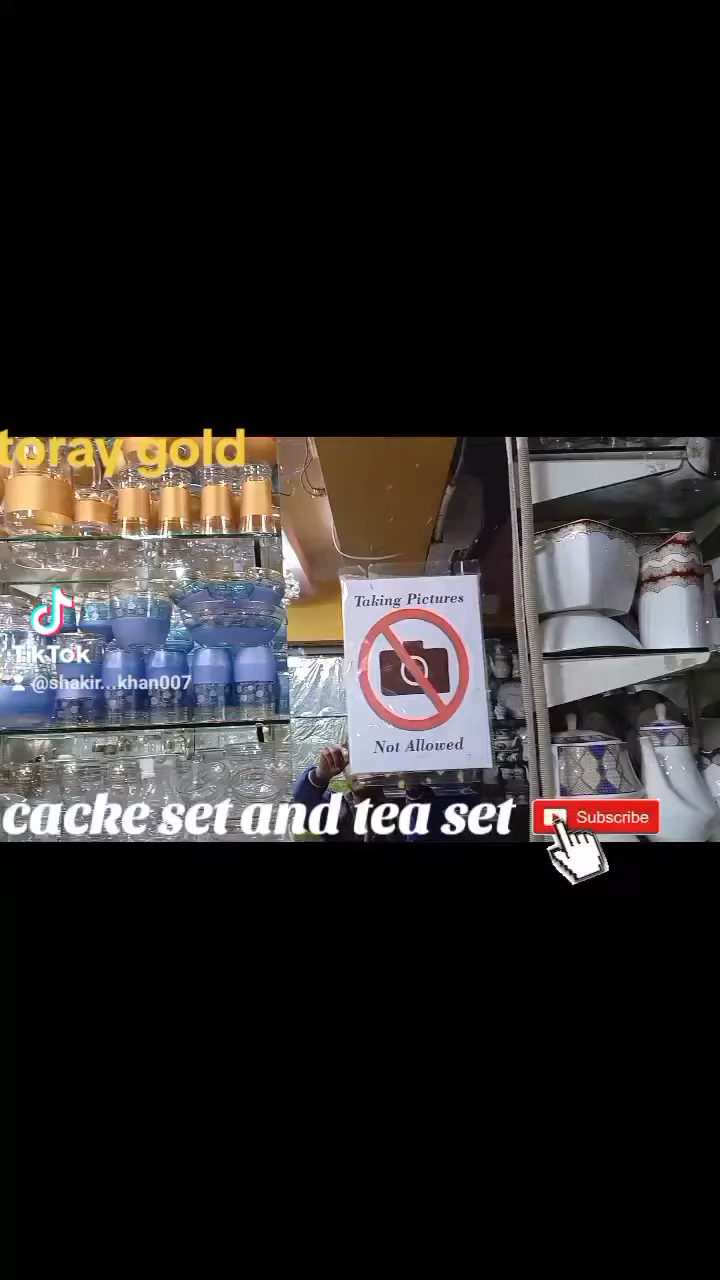 toray gold
Taking Pictures
TikTok
@shakir...khan007
Not Allowed
cacke set and tea set
Subscribe